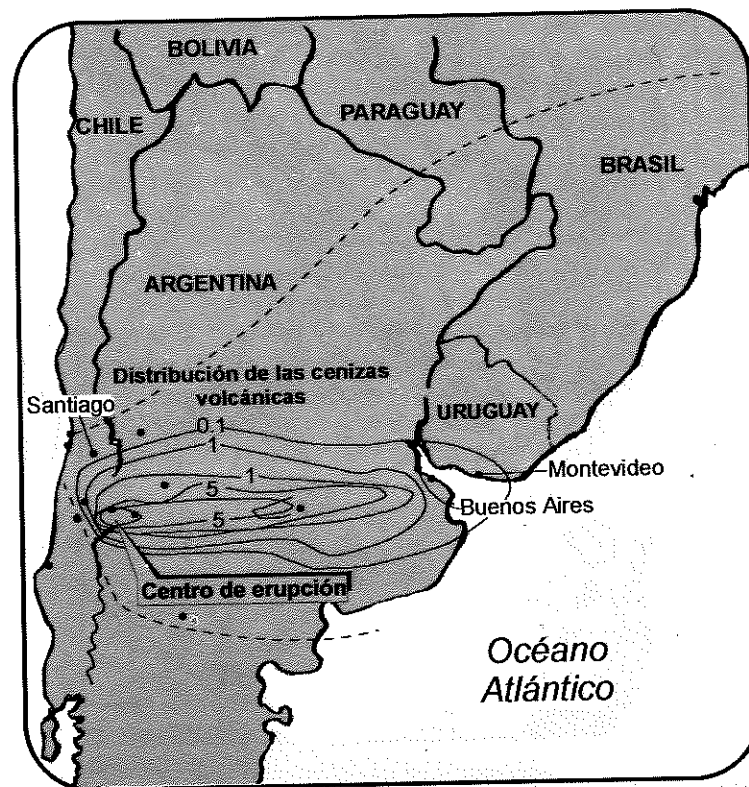 BOLIVIA
CHILE
PARAGUAY
BRASIL
ARGENTINA
Distribución de las cenizas
volcánicas
Santiago
0.1
1
URUGUAY
1
Montevideo
5
Buenos Aires
5
Centro de erupción
Océano
Atlántico